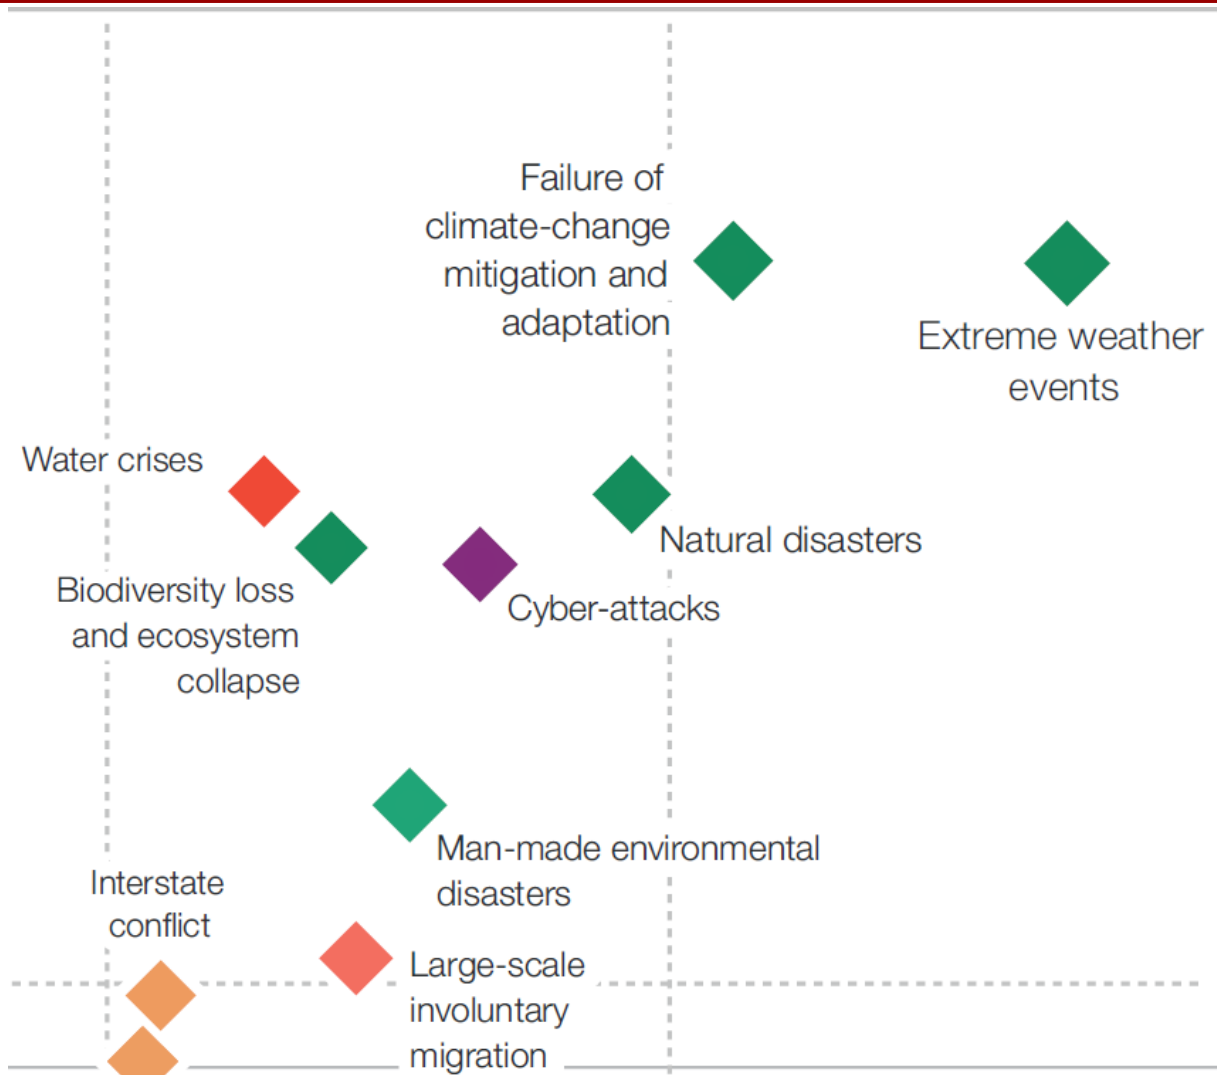 Failure of
climate-change
mitigation and
adaptation
Extreme weather
events
Water crises
Natural disasters
Biodiversity loss
and ecosystem
collapse
Cyber-attacks
Man-made environmental
disasters
Interstate
conflict
Large-scale
involuntary
migration